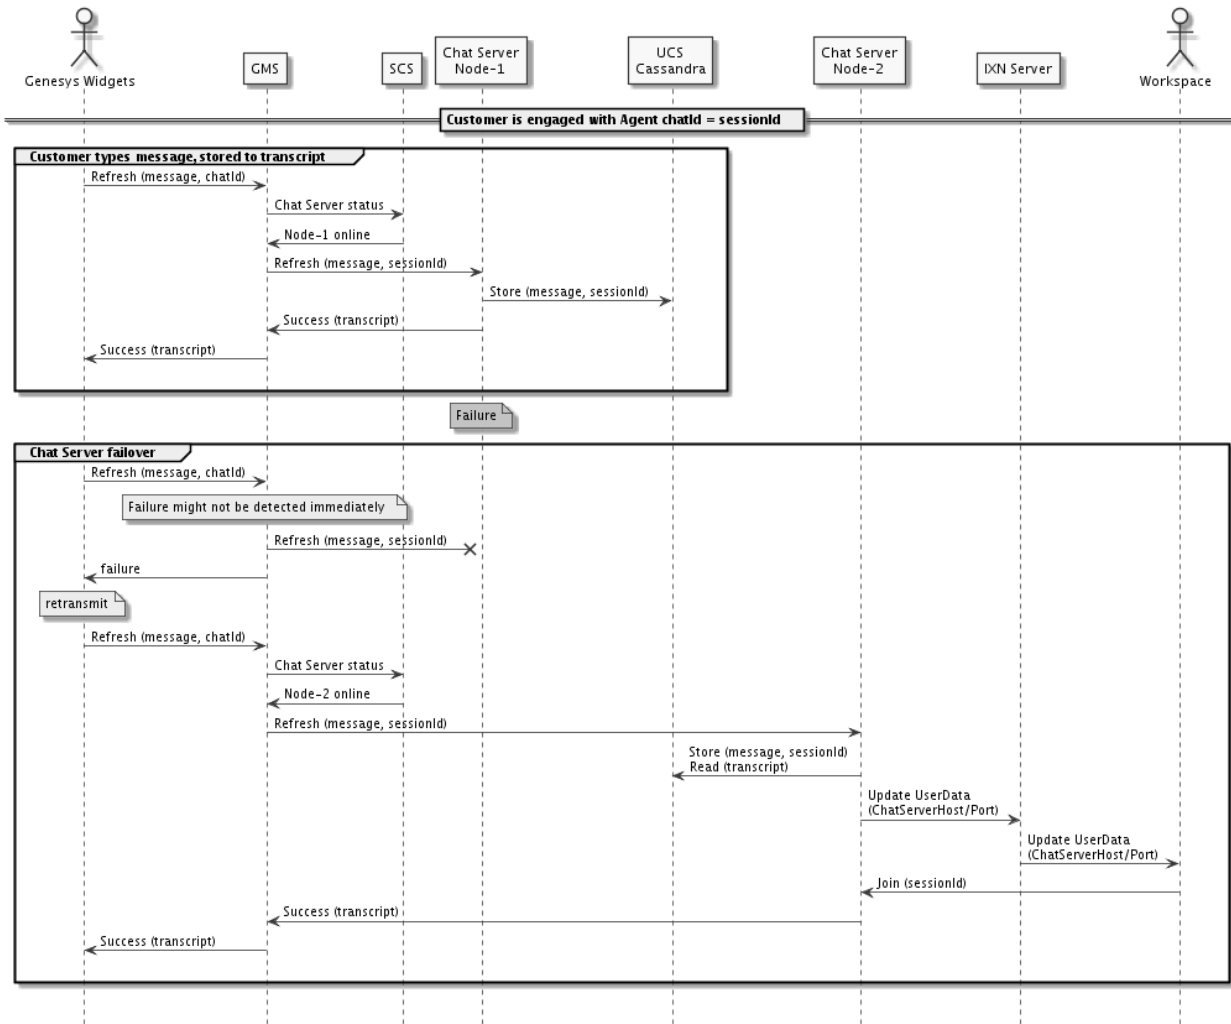 Genesys Widgets
GMS
SCS
Chat Server
Node-1
UCS
Cassandra
Chat Server
Node-2
IXN Server
Workspace
Customer is engaged with Agent chatId = sessionId
Customer types message, stored to transcript
Refresh (message, chatId)
Chat Server status
Node-1 online
Refresh (message, sessionId)
Store (message, sessionId)
Success (transcript)
Success (transcript)
Failure
Chat Server failover
Refresh (message, chatId)
Failure might not be detected immediately
Refresh (message, sessionId)
failure
retransmit
Refresh (message, chatId)
Chat Server status
Node-2 online
Refresh (message, sessionId)
Store (message, sessionId)
Read (transcript)
Update UserData
(ChatServerHost/Port)
Update UserData
(ChatServerHost/Port)
Join (sessionId)
Success (transcript)
Success (transcript)